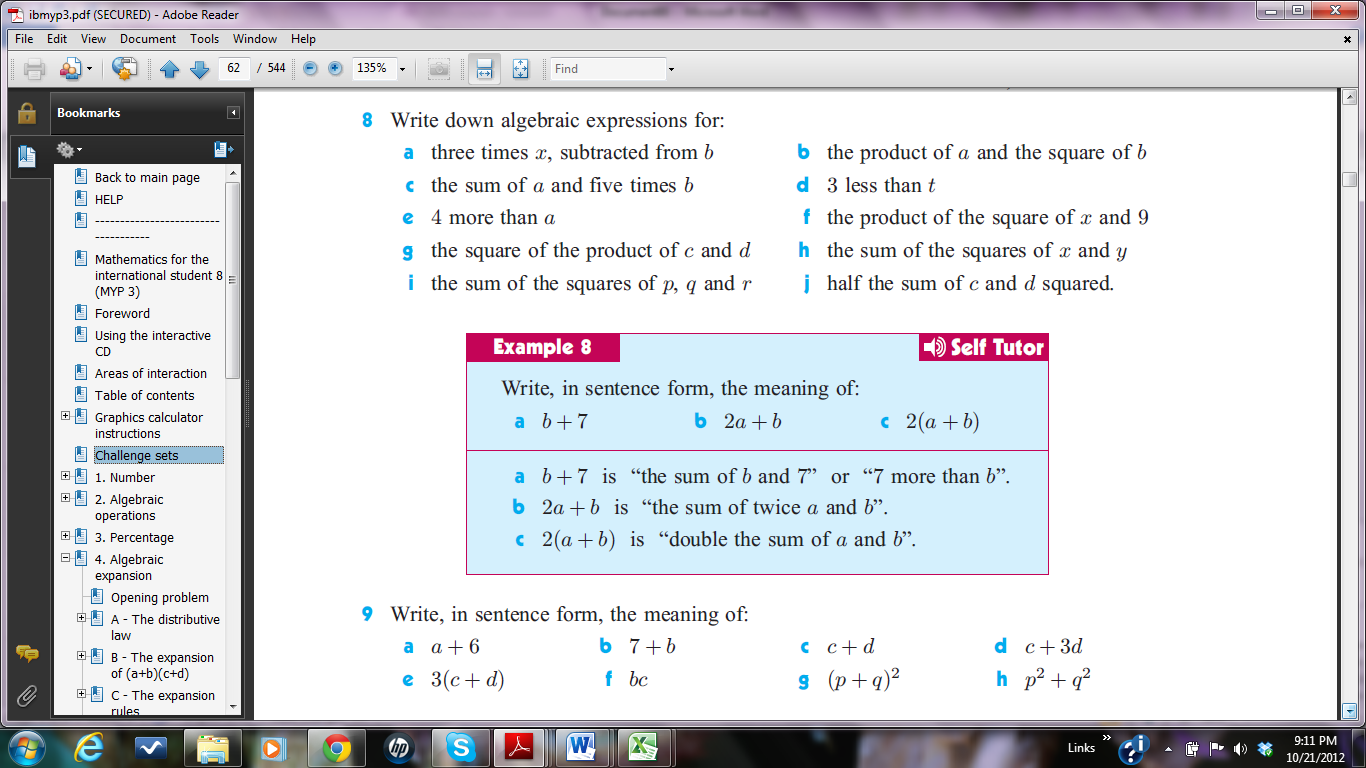 ibmyp3.pdf (SECURED) - Adobe Reader
File Edit View Document Tools Window Help
62 / 544 135% Find
Bookmarks
Back to main page
HELP
-------------------------
-----------
Mathematics for the
international student 8
(MYP 3)
Foreword
Using the interactive
CD
Areas of interaction
Table of contents
Graphics calculator
instructions
Challenge sets
1. Number
2. Algebraic
operations
3. Percentage
4. Algebraic
expansion
Opening problem
A - The distributive
law
B - The expansion
of (a+b)(c+d)
C - The expansion
rules
8 Write down algebraic expressions for:
a three times x, subtracted from b b the product of a and the square of b
c the sum of a and five times b d 3 less than t
e 4 more than a f the product of the square of x and 9
g the square of the product of c and d h the sum of the squares of x and y
i the sum of the squares of p, q and r j half the sum of c and d squared.
Example 8 Self Tutor
Write, in sentence form, the meaning of:
a b + 7 b 2a + b c 2(a + b)
a b + 7 is “the sum of b and 7” or “7 more than b”.
b 2a + b is “the sum of twice a and b”.
c 2(a + b) is “double the sum of a and b”.
9 Write, in sentence form, the meaning of:
a a + 6 b 7 + b c c + d d c + 3d
e 3(c + d) f bc g (p + q)² h p² + q²
Links
9:11 PM
10/21/2012